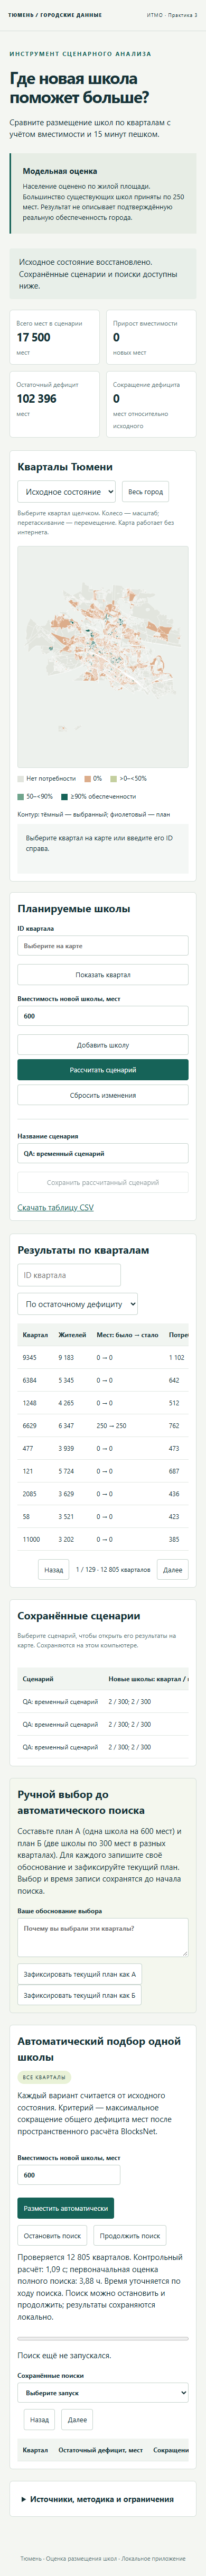 ТЮМЕНЬ / ГОРОДСКИЕ ДАННЫЕ
ИТМО · Практика 3
ИНСТРУМЕНТ СЦЕНАРНОГО АНАЛИЗА
Где новая школа
поможет больше?
Сравните размещение школ по кварталам с
учётом вместимости и 15 минут пешком.
Модельная оценка
Население оценено по жилой площади.
Большинство существующих школ приняты по 250
мест. Результат не описывает подтверждённую
реальную обеспеченность города.
Исходное состояние восстановлено.
Сохранённые сценарии и поиски доступны
ниже.
Всего мест в сценарии
17 500
мест
Прирост вместимости
0
новых мест
Остаточный дефицит
102 396
мест
Сокращение дефицита
0
мест относительно
исходного
Кварталы Тюмени
Исходное состояние
Весь город
Выберите квартал щелчком. Колесо — масштаб;
перетаскивание — перемещение. Карта работает без
интернета.
Нет потребности
0%
>0–<50%
50–<90%
≥90% обеспеченности
Контур: тёмный — выбранный; фиолетовый — план
Выберите квартал на карте или введите его ID
справа.
Планируемые школы
ID квартала
Выберите на карте
Показать квартал
Вместимость новой школы, мест
600
Добавить школу
Рассчитать сценарий
Сбросить изменения
Название сценария
QA: временный сценарий
Сохранить рассчитанный сценарий
Скачать таблицу CSV
Результаты по кварталам
ID квартала
По остаточному дефициту
Квартал Жителей Мест: было → стало Потре
9345 9 183 0 → 0 1 102
6384 5 345 0 → 0 642
1248 4 265 0 → 0 512
6629 6 347 250 → 250 762
477 3 939 0 → 0 473
121 5 724 0 → 0 687
2085 3 629 0 → 0 436
58 3 521 0 → 0 423
11000 3 202 0 → 0 385
Назад
1 / 129 · 12 805 кварталов
Далее
Сохранённые сценарии
Выберите сценарий, чтобы открыть его результаты на
карте. Сохраняются на этом компьютере.
Сценарий Новые школы: квартал /
QA: временный сценарий 2 / 300; 2 / 300
QA: временный сценарий 2 / 300; 2 / 300
QA: временный сценарий 2 / 300; 2 / 300
Ручной выбор до
автоматического поиска
Составьте план А (одна школа на 600 мест) и
план Б (две школы по 300 мест в разных
кварталах). Для каждого запишите своё
обоснование и зафиксируйте текущий план.
Выбор и время записи сохранятся до начала
поиска.
Ваше обоснование выбора
Почему вы выбрали эти кварталы?
Зафиксировать текущий план как А
Зафиксировать текущий план как Б
Автоматический подбор одной
школы
ВСЕ КВАРТАЛЫ
Каждый вариант считается от исходного
состояния. Критерий — максимальное
сокращение общего дефицита мест после
пространственного расчёта BlocksNet.
Вместимость новой школы, мест
600
Разместить автоматически
Остановить поиск
Продолжить поиск
Проверяется 12 805 кварталов. Контрольный
расчёт: 1,09 с; первоначальная оценка
полного поиска: 3,88 ч. Время уточняется по
ходу поиска. Поиск можно остановить и
продолжить; результаты сохраняются
локально.
Поиск ещё не запускался.
Сохранённые поиски
Выберите запуск
Назад
Далее
Квартал Остаточный дефицит, мест Сокращени
Источники, методика и ограничения
Тюмень · Оценка размещения школ · Локальное приложение